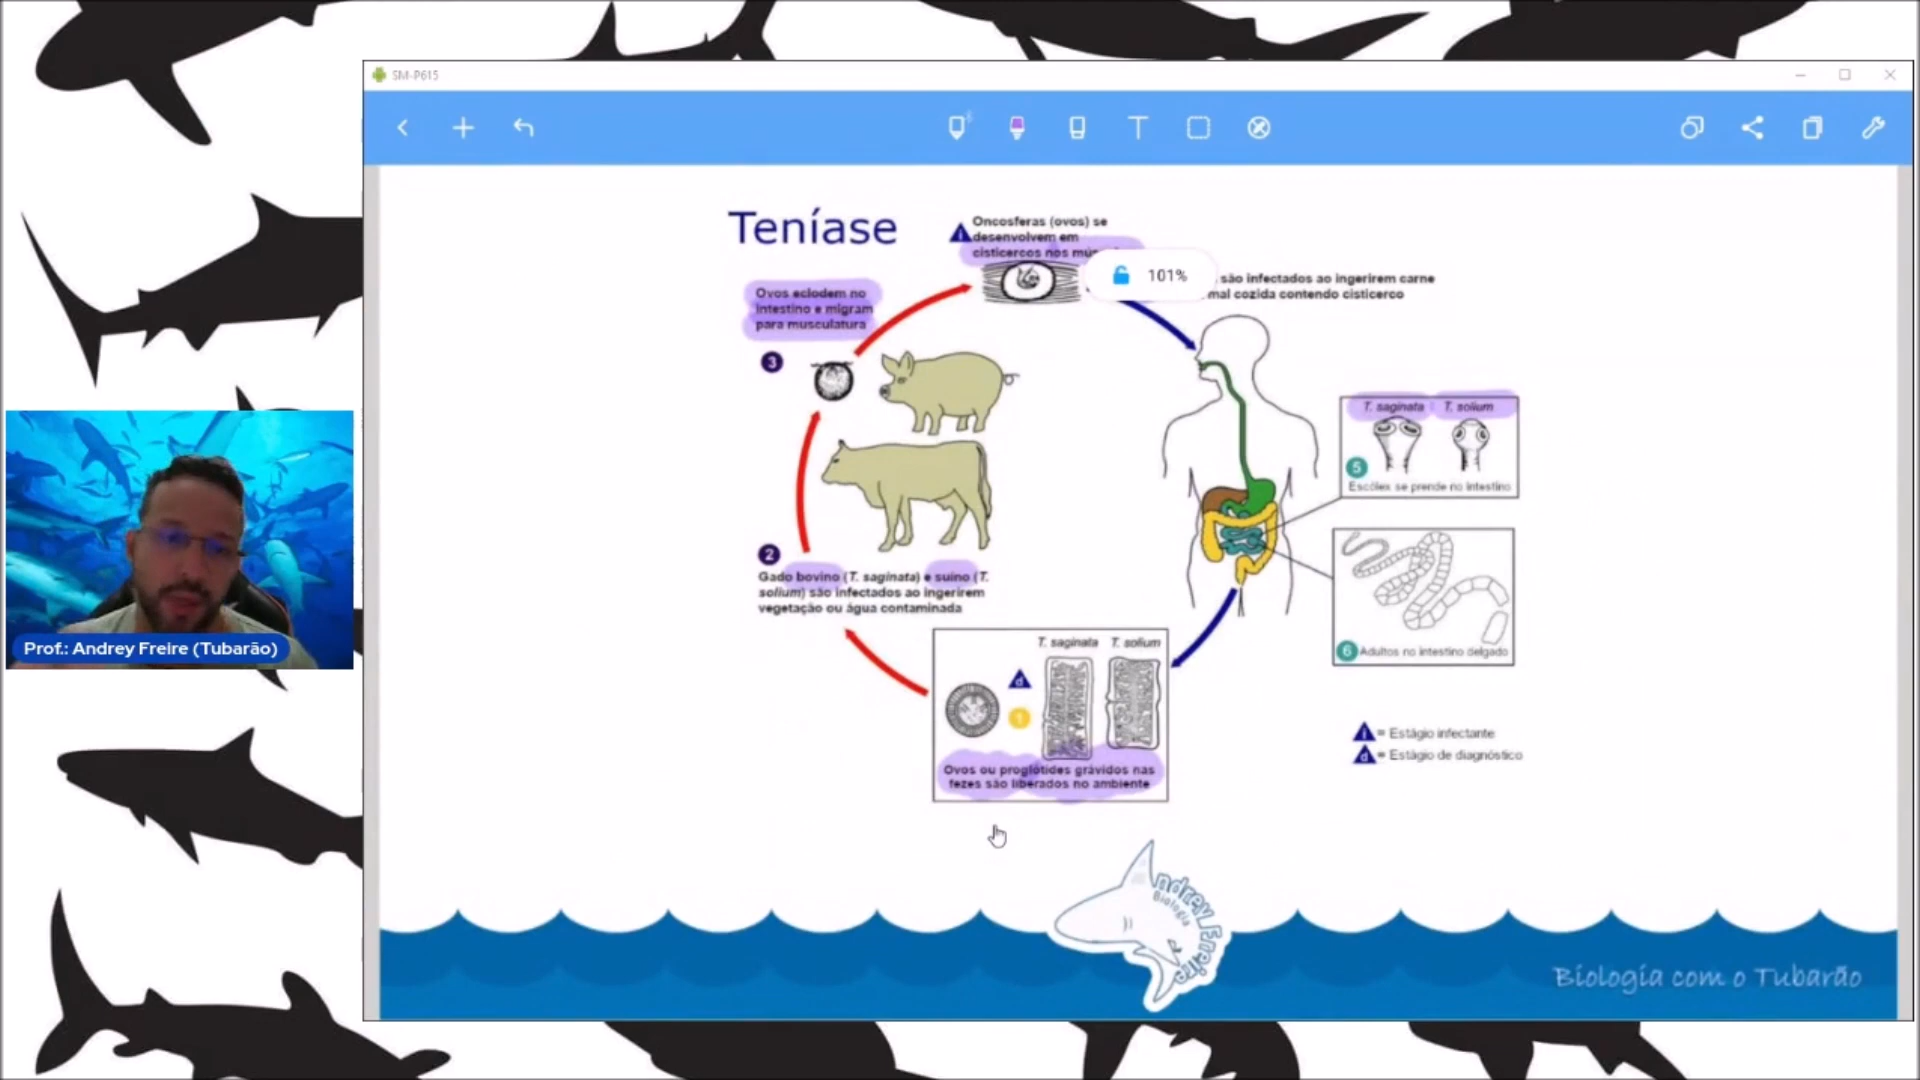 SM-P615
Teníase
Oncosferas (ovos) se
desenvolvem em
cisticercos nos
101%
são infectados ao ingerirem carne
mal cozida contendo cisticerco
Ovos eclodem no
intestino e migram
para musculatura
3
T. saginata T. solium
5
Escólex se prende no intestino
2
Gado bovino (T. saginata) e suíno (T.
solium) são infectados ao ingerirem
vegetação ou água contaminada
Prof.: Andrey Freire (Tubarão)
6 Adultos no intestino delgado
T. saginata T. solium
d
1
Ovos ou proglótides grávidos nas
fezes são liberados no ambiente
i = Estágio infectante
d = Estágio de diagnóstico
Andrey Freire
Biologia
Biologia com o Tubarão